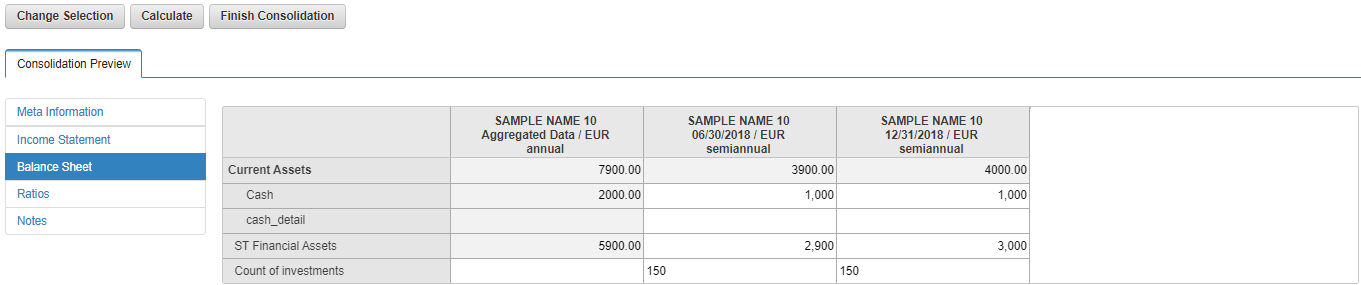 Change Selection Calculate Finish Consolidation
Consolidation Preview
Meta Information
Income Statement
Balance Sheet
Ratios
Notes
SAMPLE NAME 10 SAMPLE NAME 10 SAMPLE NAME 10
Aggregated Data / EUR 06/30/2018 / EUR 12/31/2018 / EUR
annual semiannual semiannual
Current Assets 7900.00 3900.00 4000.00
Cash 2000.00 1,000 1,000
cash_detail
ST Financial Assets 5900.00 2,900 3,000
Count of investments 150 150